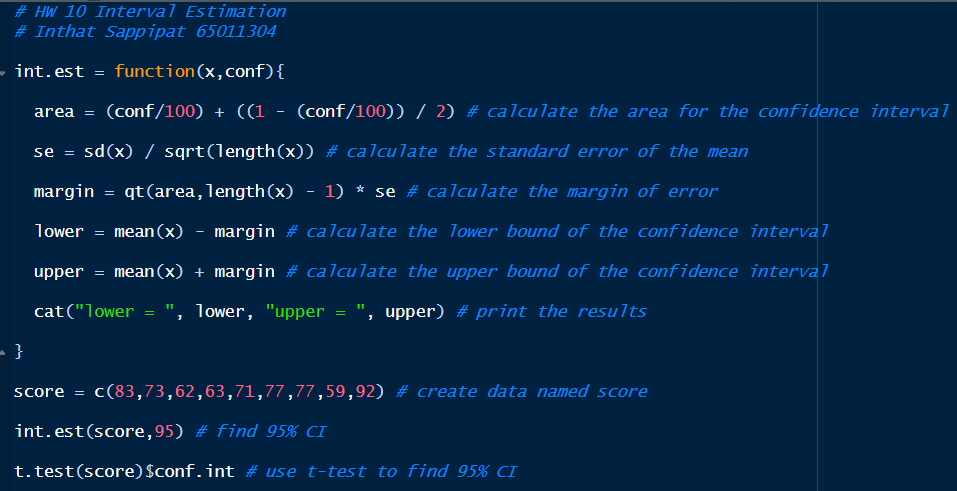 # HW 10 Interval Estimation
# Inthat Sappipat 65011304
int.est = function(x,conf){
area = (conf/100) + ((1 - (conf/100)) / 2) # calculate the area for the confidence interval
se = sd(x) / sqrt(length(x)) # calculate the standard error of the mean
margin = qt(area,length(x) - 1) * se # calculate the margin of error
lower = mean(x) - margin # calculate the lower bound of the confidence interval
upper = mean(x) + margin # calculate the upper bound of the confidence interval
cat("lower = ", lower, "upper = ", upper) # print the results
}
score = c(83,73,62,63,71,77,77,59,92) # create data named score
int.est(score,95) # find 95% CI
t.test(score)$conf.int # use t-test to find 95% CI